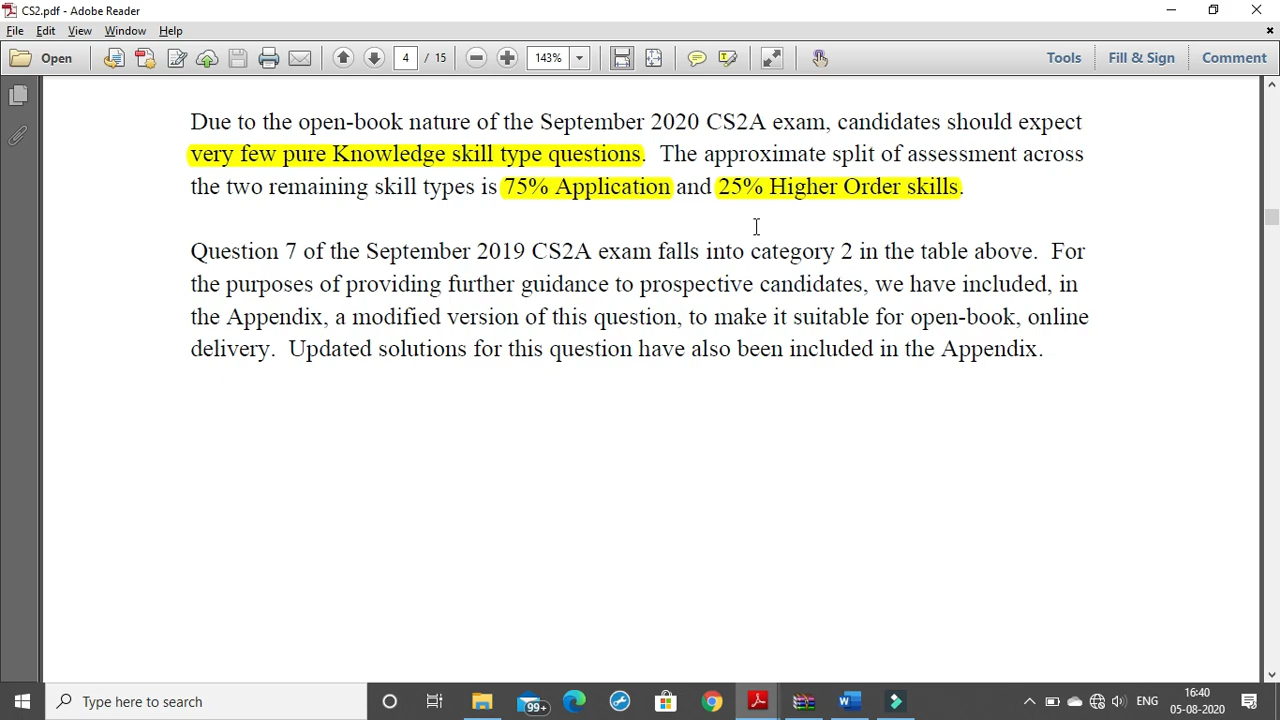 CS2.pdf - Adobe Reader
File Edit View Window Help
Open 4 / 15 143% Tools Fill & Sign Comment
Due to the open-book nature of the September 2020 CS2A exam, candidates should expect
very few pure Knowledge skill type questions. The approximate split of assessment across
the two remaining skill types is 75% Application and 25% Higher Order skills.
Question 7 of the September 2019 CS2A exam falls into category 2 in the table above. For
the purposes of providing further guidance to prospective candidates, we have included, in
the Appendix, a modified version of this question, to make it suitable for open-book, online
delivery. Updated solutions for this question have also been included in the Appendix.
Type here to search 99+ ENG 16:40
05-08-2020